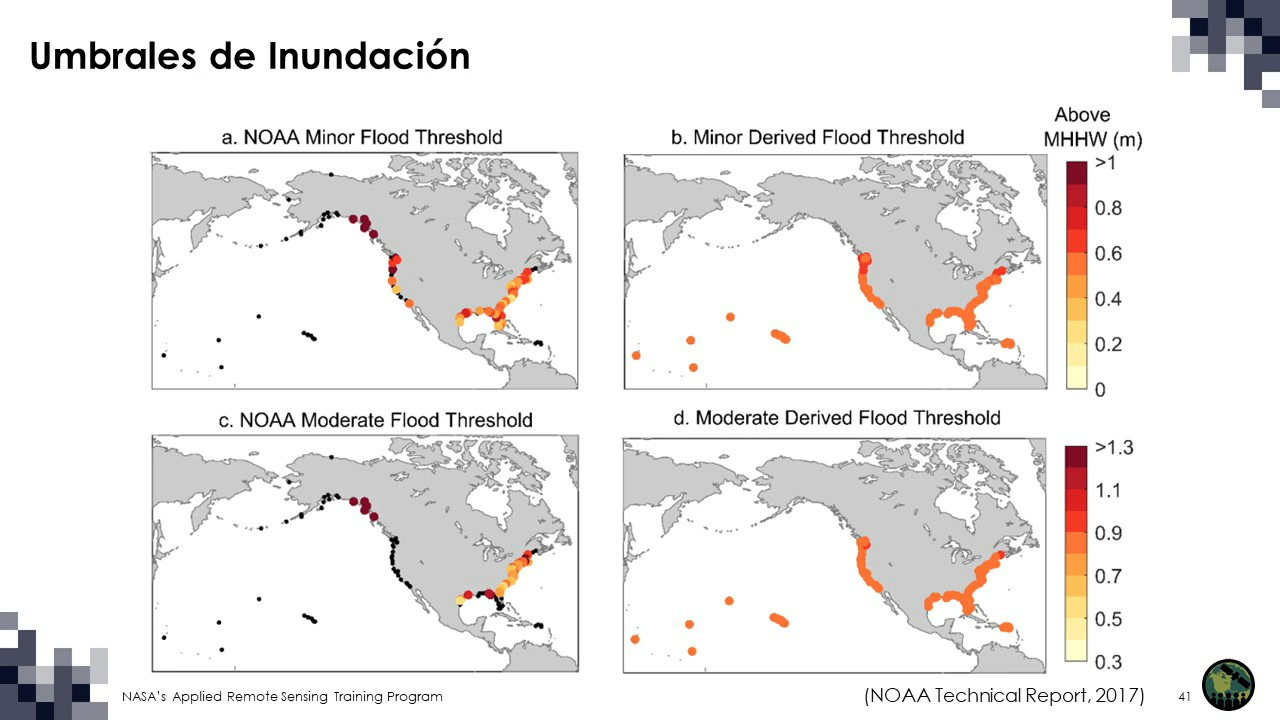 Umbrales de Inundación
a. NOAA Minor Flood Threshold
b. Minor Derived Flood Threshold
Above
MHHW (m)
>1
0.8
0.6
0.4
0.2
0
c. NOAA Moderate Flood Threshold
d. Moderate Derived Flood Threshold
>1.3
1.1
0.9
0.7
0.5
0.3
NASA's Applied Remote Sensing Training Program
(NOAA Technical Report, 2017)
41